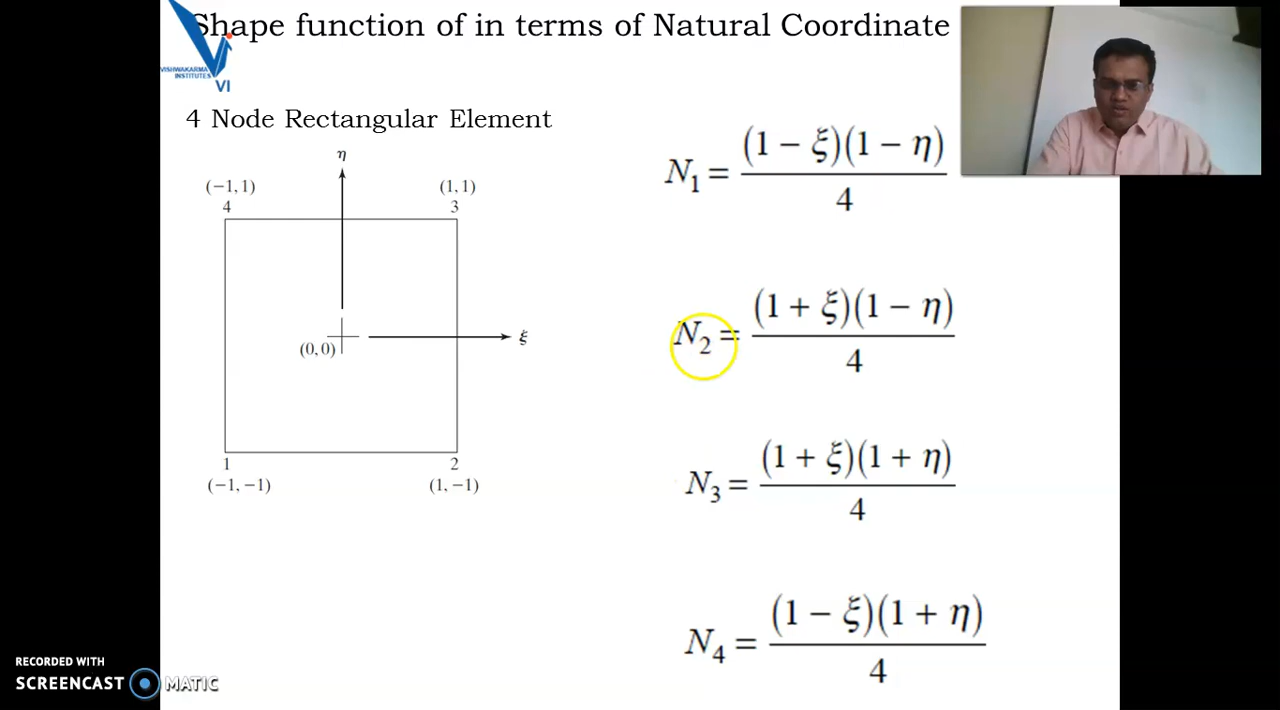 Shape function of in terms of Natural Coordinate
VISHWAKARMA
INSTITUTES
VI
4 Node Rectangular Element
η
(−1, 1)
4
(1, 1)
3
(0, 0)
ξ
1
(−1, −1)
2
(1, −1)
N₁ = (1 − ξ)(1 − η) / 4
N₂ = (1 + ξ)(1 − η) / 4
N₃ = (1 + ξ)(1 + η) / 4
N₄ = (1 − ξ)(1 + η) / 4
RECORDED WITH
SCREENCAST MATIC